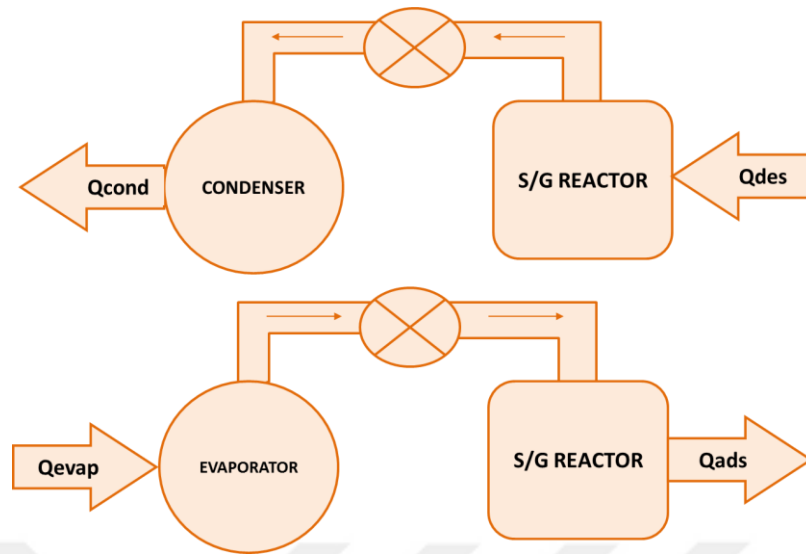 Qcond
CONDENSER
S/G REACTOR
Qdes
Qevap
EVAPORATOR
S/G REACTOR
Qads